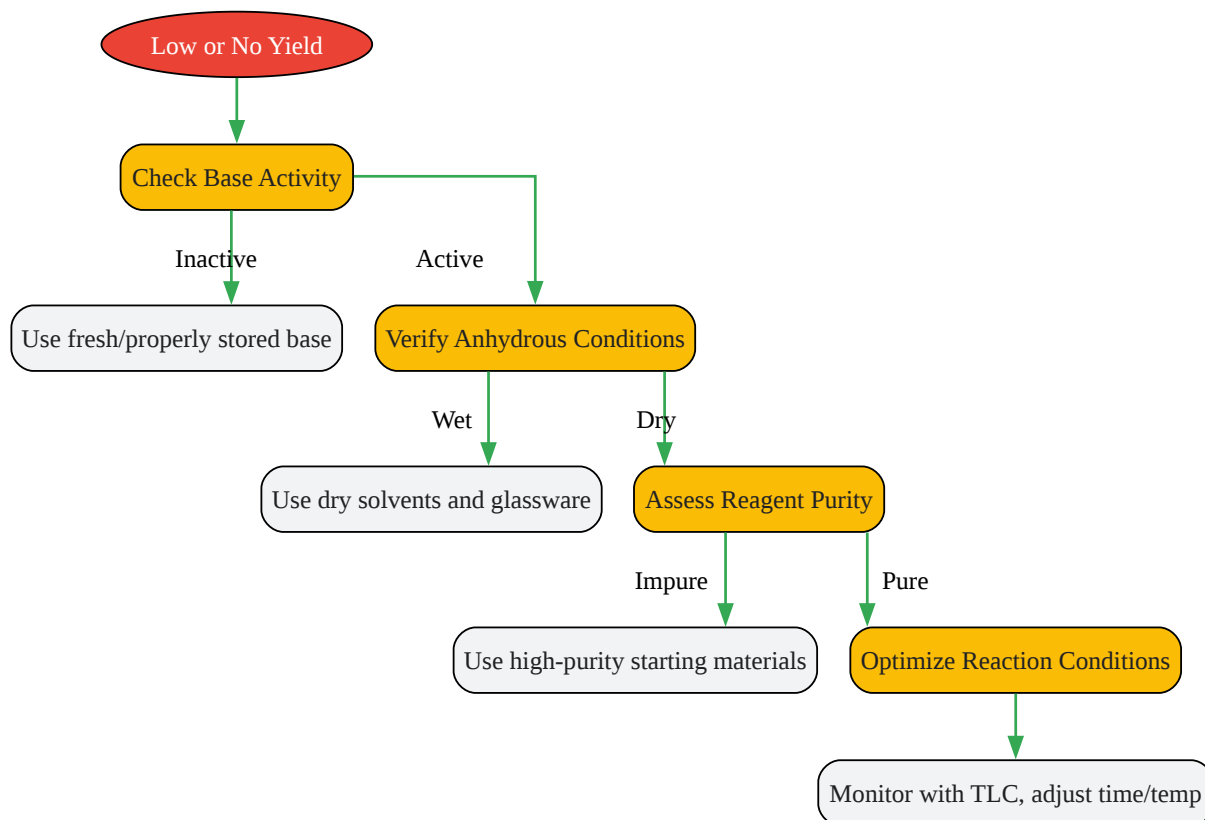 Low or No Yield
Check Base Activity
Inactive
Active
Use fresh/properly stored base
Verify Anhydrous Conditions
Wet
Dry
Use dry solvents and glassware
Assess Reagent Purity
Impure
Pure
Use high-purity starting materials
Optimize Reaction Conditions
Monitor with TLC, adjust time/temp